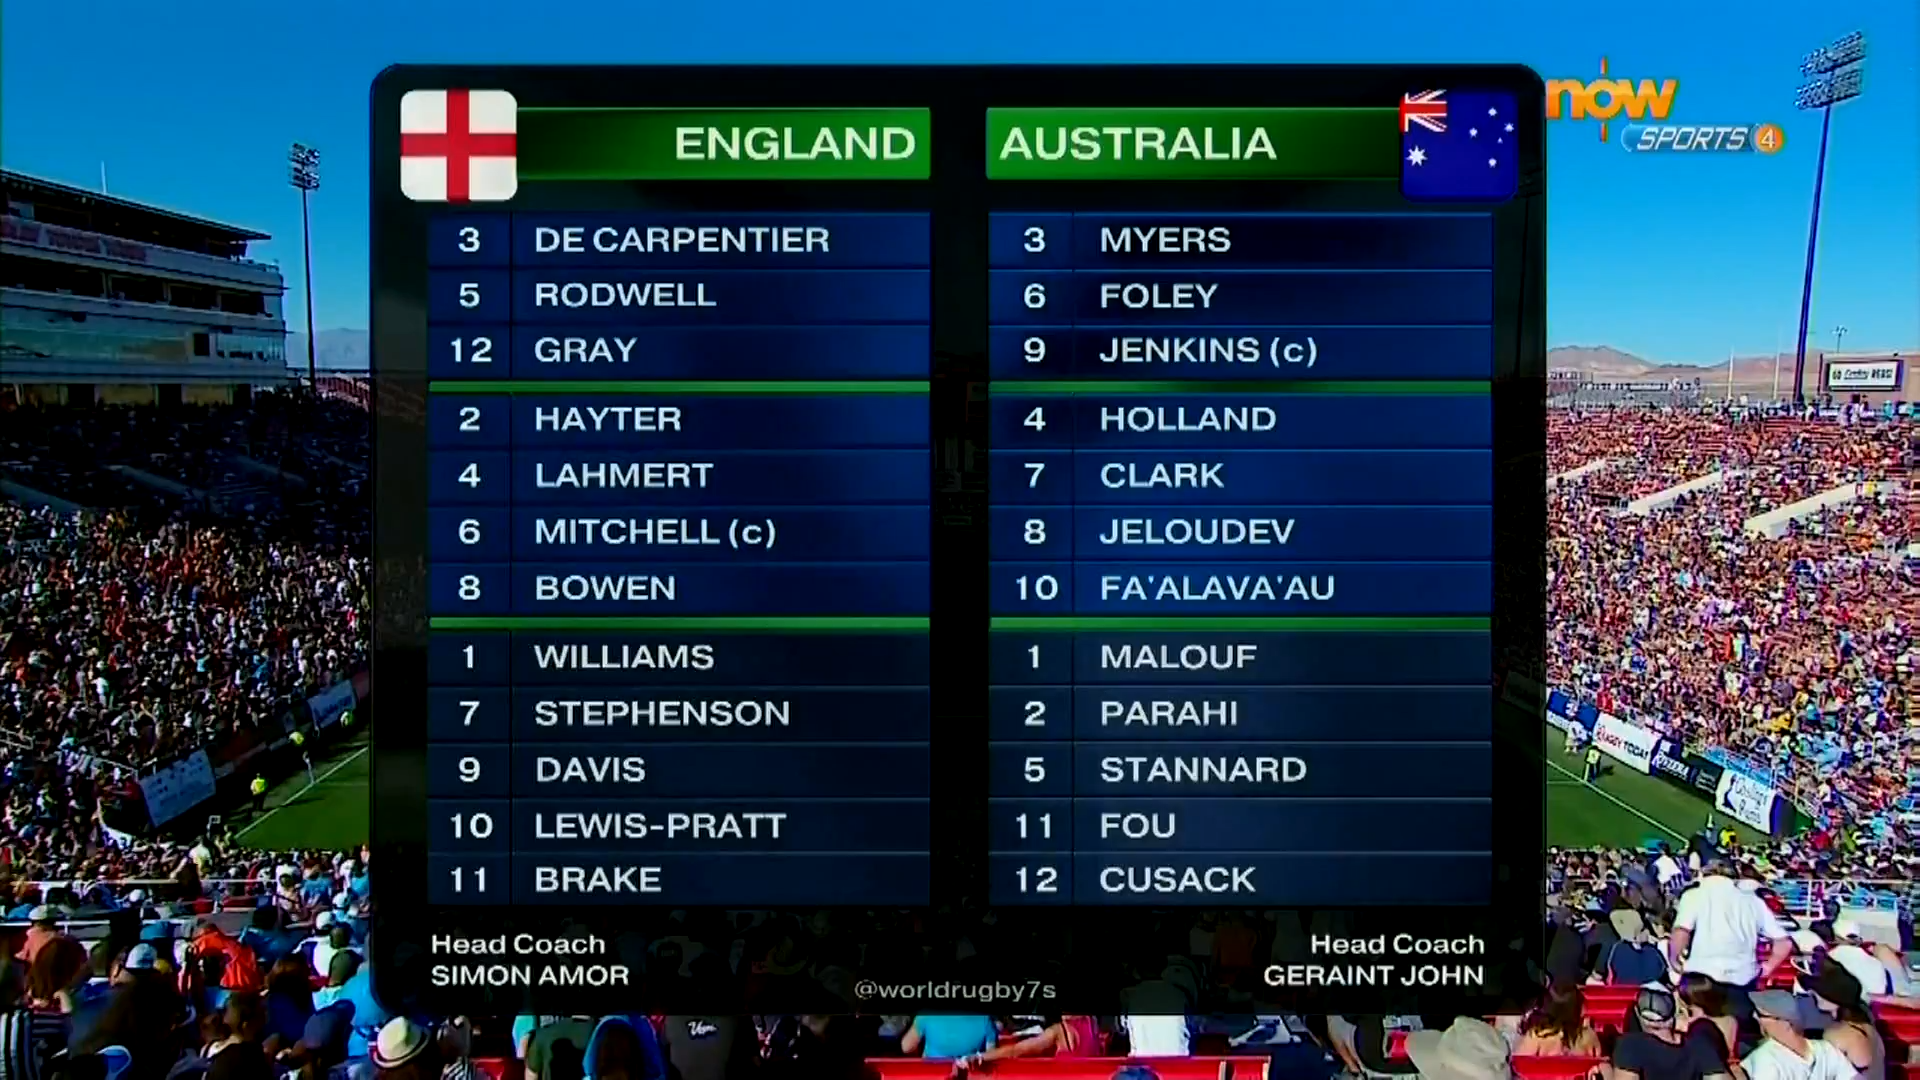 now
SPORTS 4
ENGLAND
3 DE CARPENTIER
5 RODWELL
12 GRAY
2 HAYTER
4 LAHMERT
6 MITCHELL (c)
8 BOWEN
1 WILLIAMS
7 STEPHENSON
9 DAVIS
10 LEWIS-PRATT
11 BRAKE
Head Coach
SIMON AMOR
AUSTRALIA
3 MYERS
6 FOLEY
9 JENKINS (c)
4 HOLLAND
7 CLARK
8 JELOUDEV
10 FA'ALAVA'AU
1 MALOUF
2 PARAHI
5 STANNARD
11 FOU
12 CUSACK
Head Coach
GERAINT JOHN
@worldrugby7s